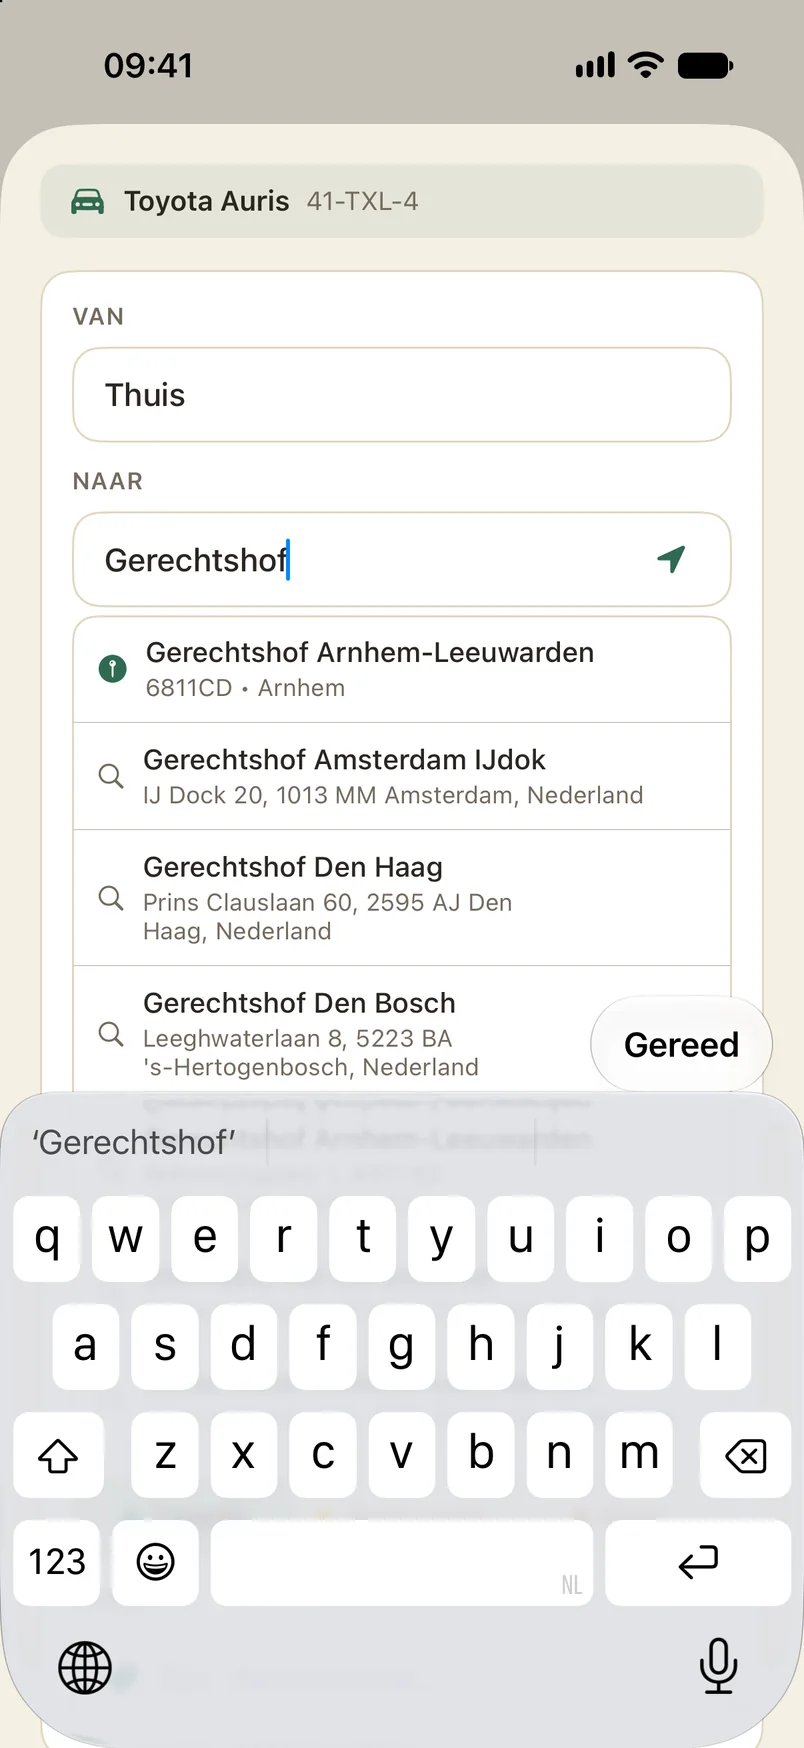 09:41
Toyota Auris 41-TXL-4
VAN
Thuis
NAAR
Gerechtshof
Gerechtshof Arnhem-Leeuwarden
6811CD • Arnhem
Gerechtshof Amsterdam IJdok
IJ Dock 20, 1013 MM Amsterdam, Nederland
Gerechtshof Den Haag
Prins Clauslaan 60, 2595 AJ Den
Haag, Nederland
Gerechtshof Den Bosch
Leeghwaterlaan 8, 5223 BA
's-Hertogenbosch, Nederland
Gereed
‘Gerechtshof’
q w e r t y u i o p
a s d f g h j k l
z x c v b n m
123
NL